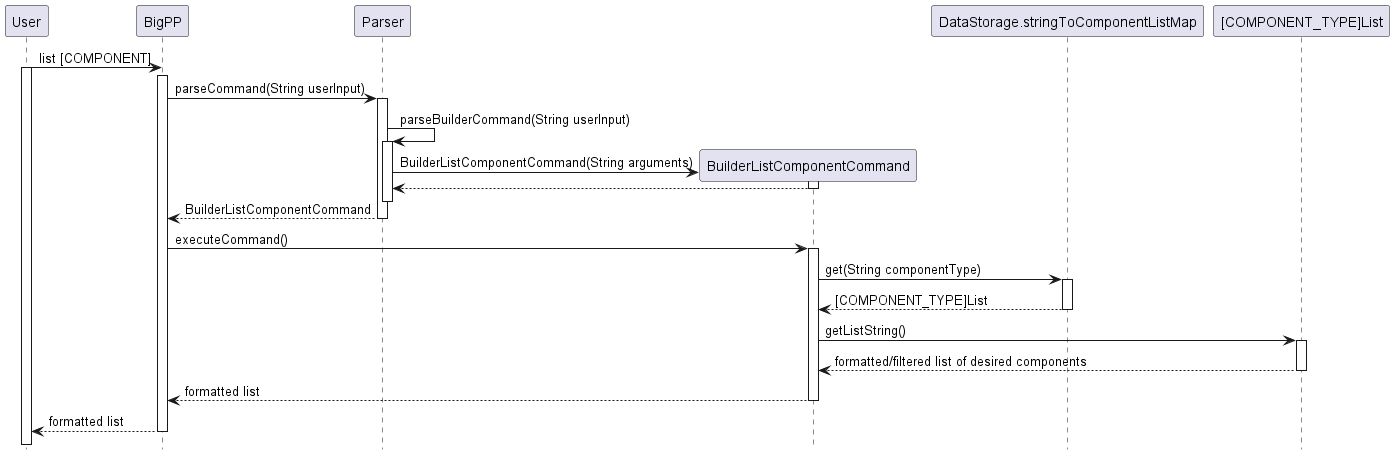 User
BigPP
Parser
DataStorage.stringToComponentListMap
[COMPONENT_TYPE]List
list [COMPONENT]
parseCommand(String userInput)
parseBuilderCommand(String userInput)
BuilderListComponentCommand(String arguments)
BuilderListComponentCommand
BuilderListComponentCommand
executeCommand()
get(String componentType)
[COMPONENT_TYPE]List
getListString()
formatted/filtered list of desired components
formatted list
formatted list